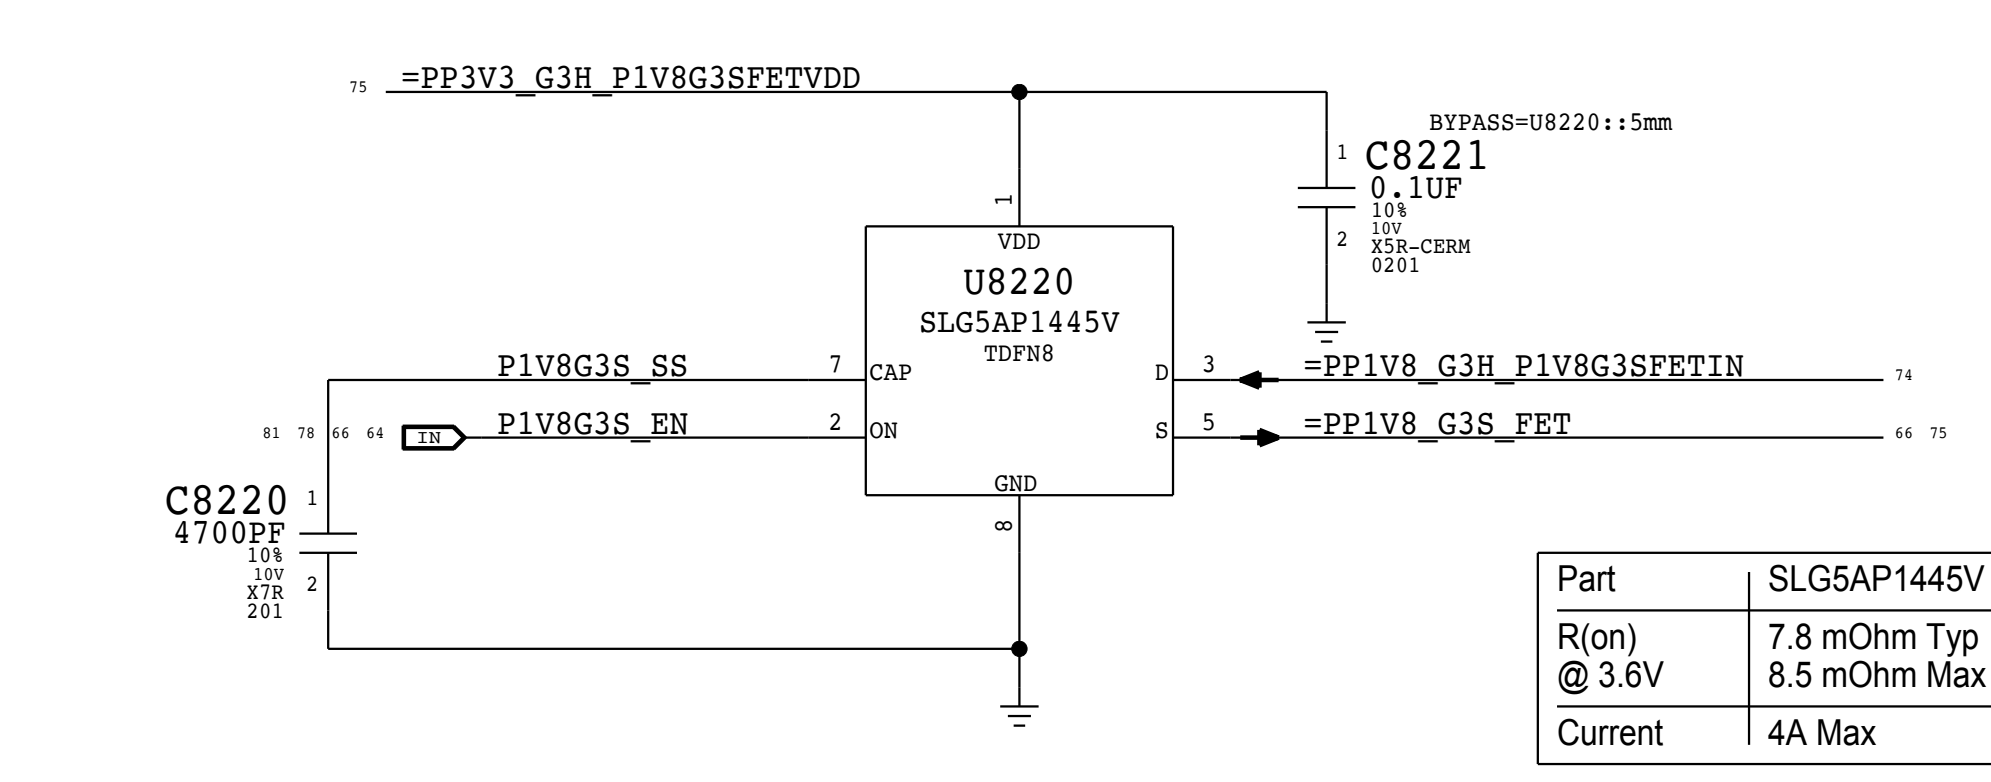 75 =PP3V3_G3H_P1V8G3SFETVDD
BYPASS=U8220::5mm
1 C8221
0.1UF
10%
10V
2 X5R-CERM
0201
1
VDD
U8220
SLG5AP1445V
TDFN8
P1V8G3S_SS 7 CAP
D 3 =PP1V8_G3H_P1V8G3SFETIN 74
81 78 66 64 IN P1V8G3S_EN 2 ON
S 5 =PP1V8_G3S_FET 66 75
GND
8
C8220 1
4700PF
10%
10V
X7R 2
201
Part SLG5AP1445V
R(on) 7.8 mOhm Typ
@ 3.6V 8.5 mOhm Max
Current 4A Max